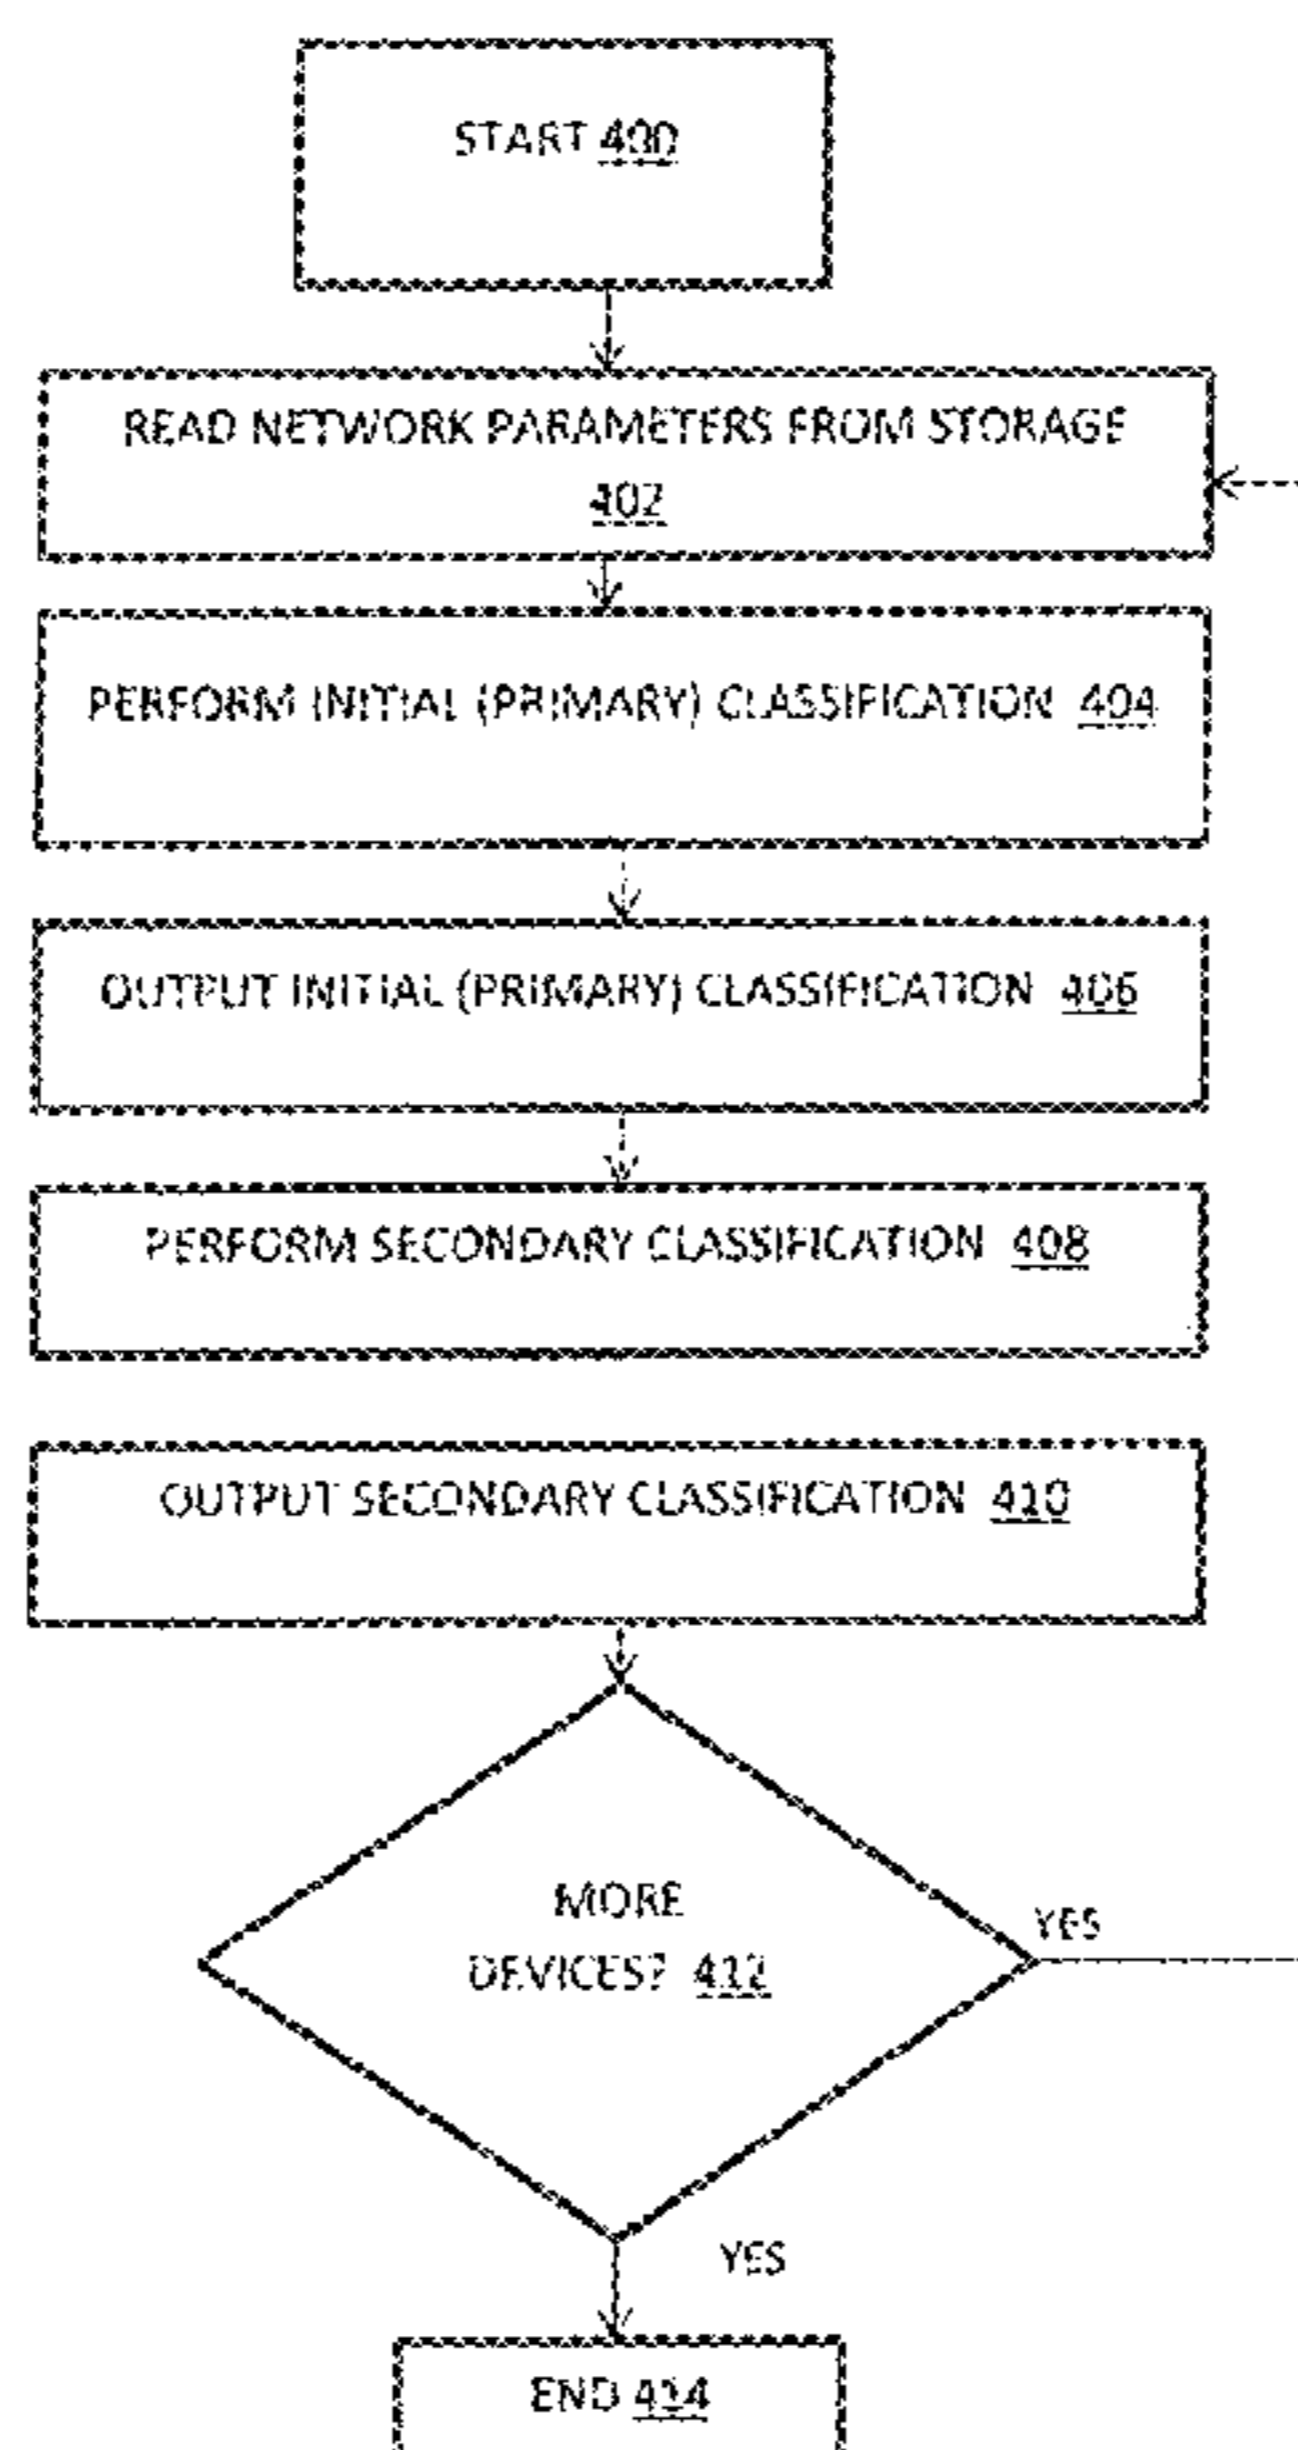 START 400
READ NETWORK PARAMETERS FROM STORAGE
402
PERFORM INITIAL (PRIMARY) CLASSIFICATION 404
OUTPUT INITIAL (PRIMARY) CLASSIFICATION 406
PERFORM SECONDARY CLASSIFICATION 408
OUTPUT SECONDARY CLASSIFICATION 410
MORE
DEVICES? 412
YES
YES
END 414